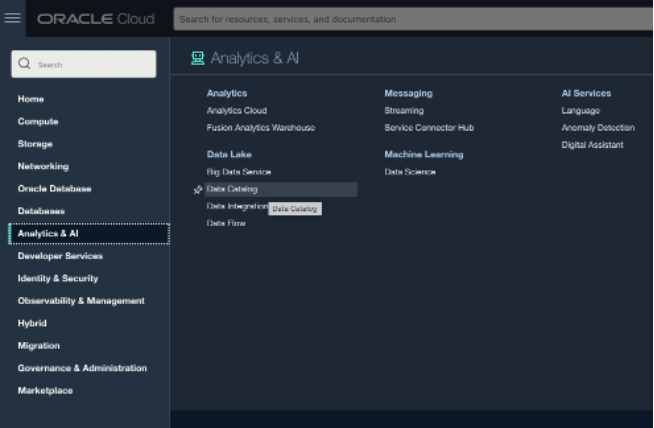 ORACLE Cloud
Search for resources, services, and documentation
Search
Home
Compute
Storage
Networking
Oracle Database
Databases
Analytics & AI
Developer Services
Identity & Security
Observability & Management
Hybrid
Migration
Governance & Administration
Marketplace
Analytics & AI
Analytics
Analytics Cloud
Fusion Analytics Warehouse
Data Lake
Big Data Service
Data Catalog
Data Integration
Data Catalog
Data Flow
Messaging
Streaming
Service Connector Hub
Machine Learning
Data Science
AI Services
Language
Anomaly Detection
Digital Assistant